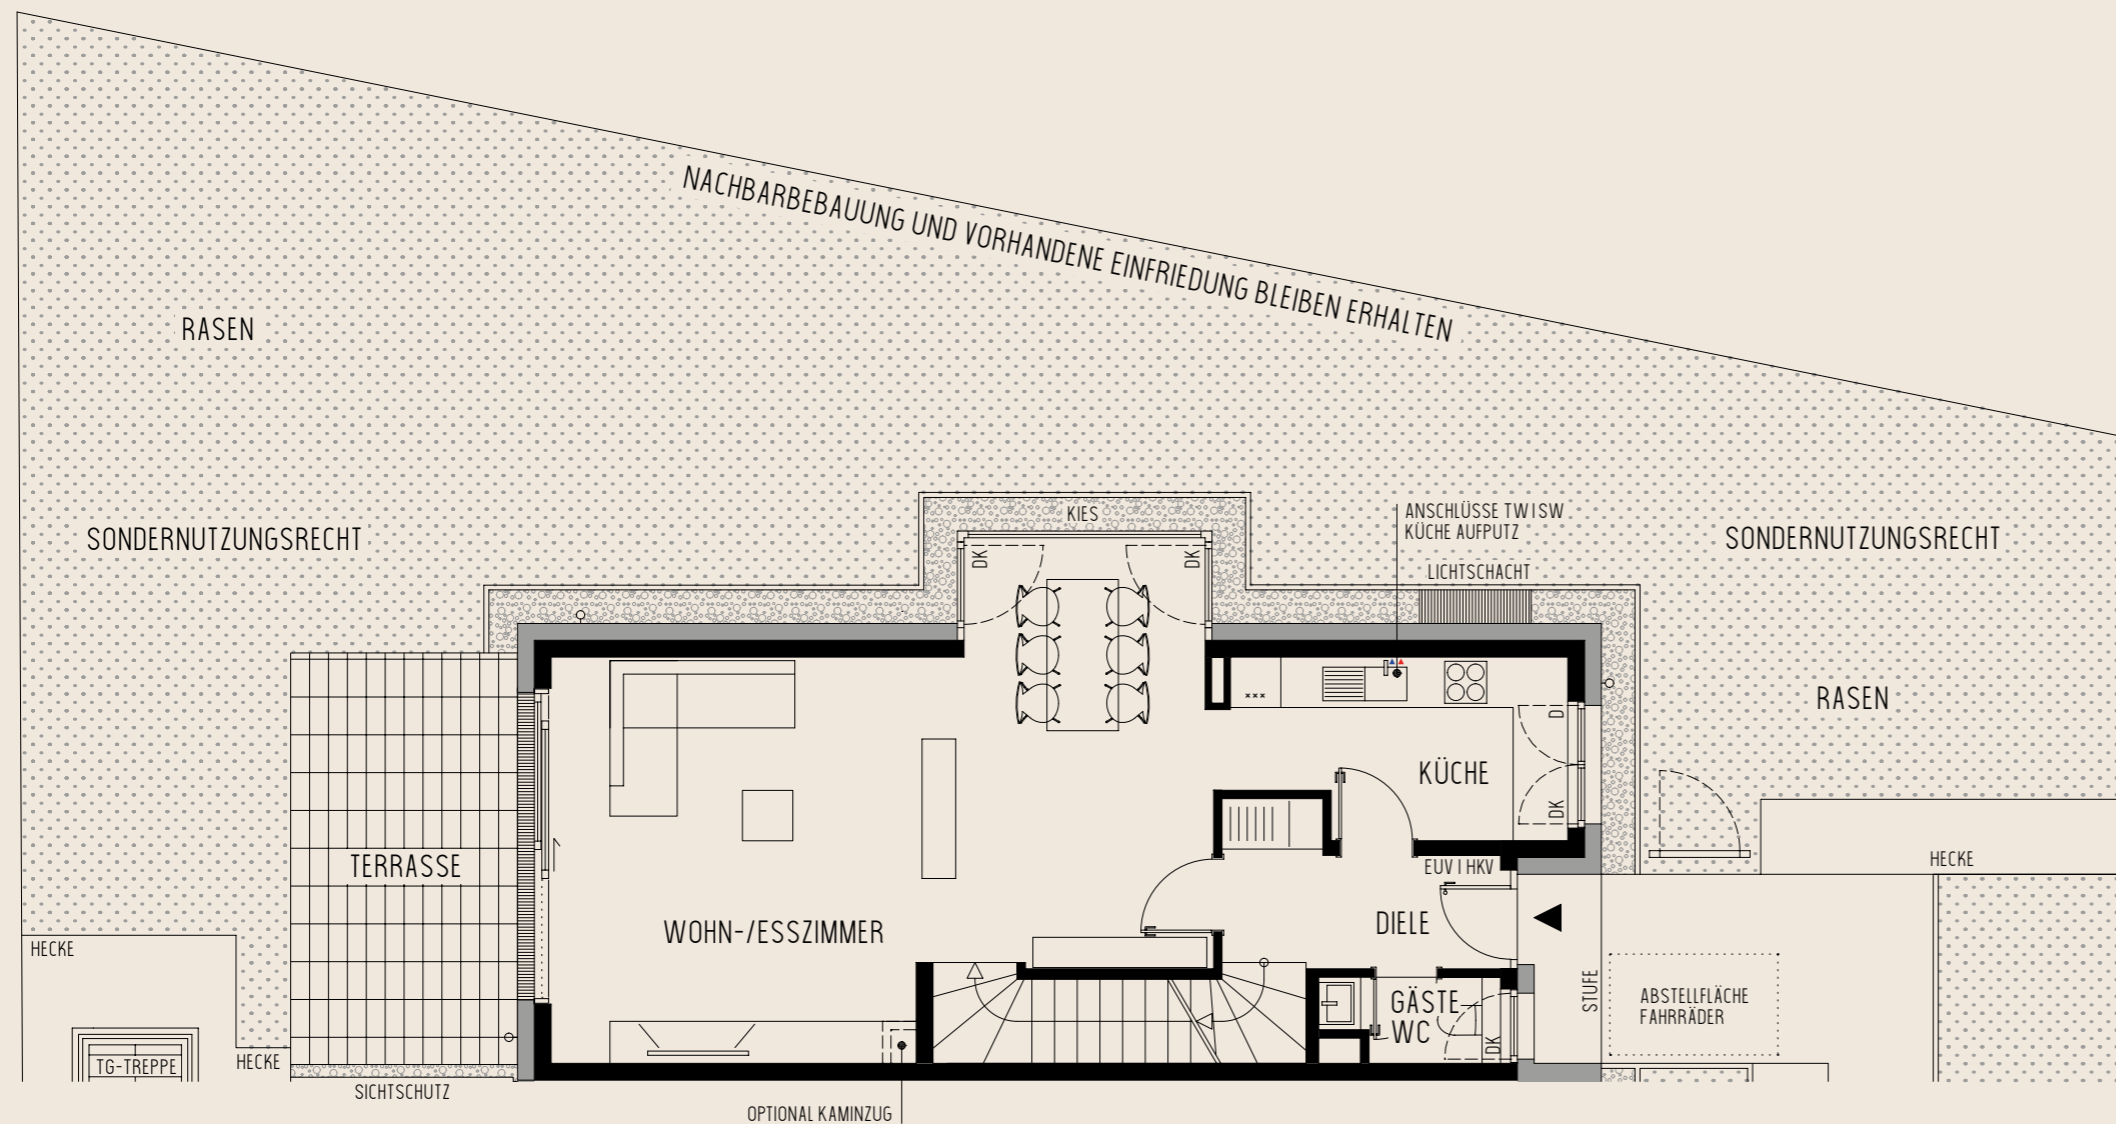 NACHBARBEBAUUNG UND VORHANDENE EINFRIEDUNG BLEIBEN ERHALTEN
RASEN
SONDERNUTZUNGSRECHT
KIES
DK
DK
ANSCHLÜSSE TW I SW
KÜCHE AUFPUTZ
LICHTSCHACHT
SONDERNUTZUNGSRECHT
RASEN
xxx
D
KÜCHE
DK
TERRASSE
EUV I HKV
HECKE
WOHN-/ESSZIMMER
DIELE
HECKE
STUFE
ABSTELLFLÄCHE
FAHRRÄDER
GÄSTE
WC
DK
TG-TREPPE
HECKE
SICHTSCHUTZ
OPTIONAL KAMINZUG